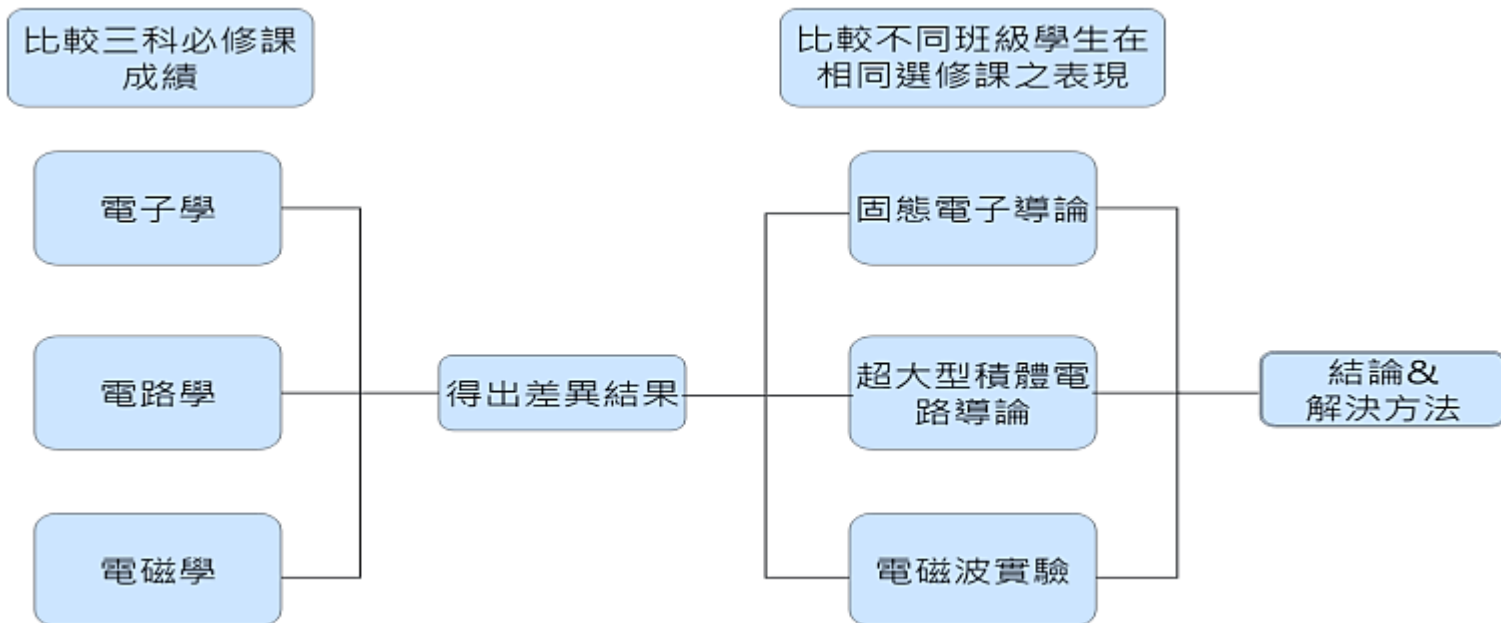 比較三科必修課
成績
比較不同班級學生在
相同選修課之表現
電子學
電路學
電磁學
得出差異結果
固態電子導論
超大型積體電
路導論
電磁波實驗
結論&
解決方法